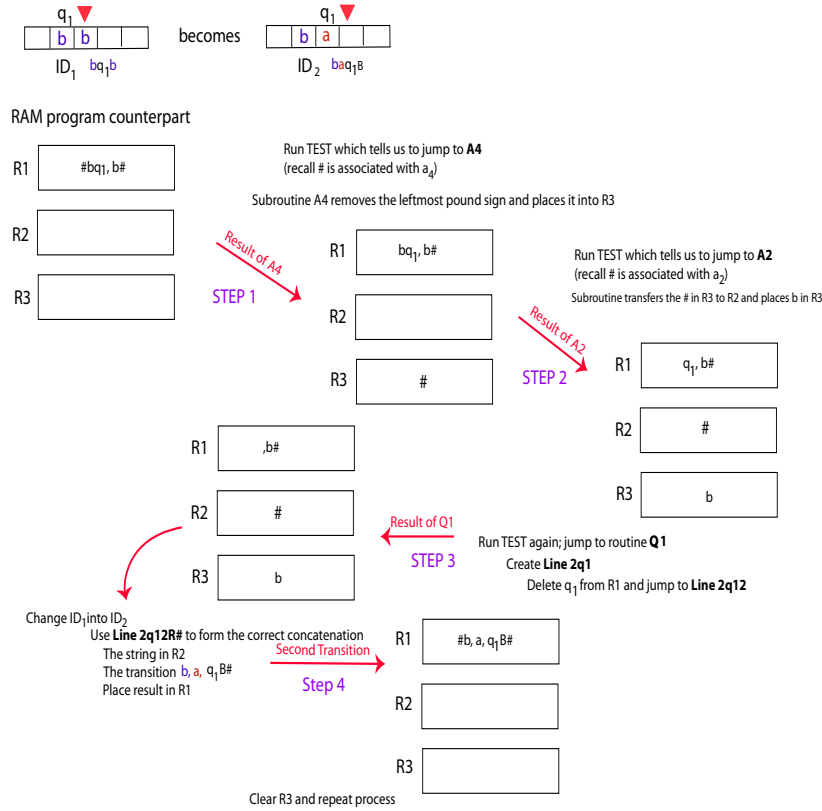 q₁ q₁
b b becomes b a
ID₁ bq₁b ID₂ baq₁B
RAM program counterpart
Run TEST which tells us to jump to A4
(recall # is associated with a₄)
R1 #bq₁, b#
R2
R3
Subroutine A4 removes the leftmost pound sign and places it into R3
Result of A4
STEP 1
R1 bq₁, b#
R2
R3 #
Run TEST which tells us to jump to A2
(recall # is associated with a₂)
Subroutine transfers the # in R3 to R2 and places b in R3
Result of A2
STEP 2
R1 q₁, b#
R2 #
R3 b
R1 ,b#
R2 #
R3 b
Result of Q1
STEP 3
Run TEST again; jump to routine Q1
Create Line 2q1
Delete q₁ from R1 and jump to Line 2q12
Change ID₁into ID₂
Use Line 2q12R# to form the correct concatenation
The string in R2
The transition b, a, q₁B#
Place result in R1
Second Transition
Step 4
R1 #b, a, q₁B#
R2
R3
Clear R3 and repeat process